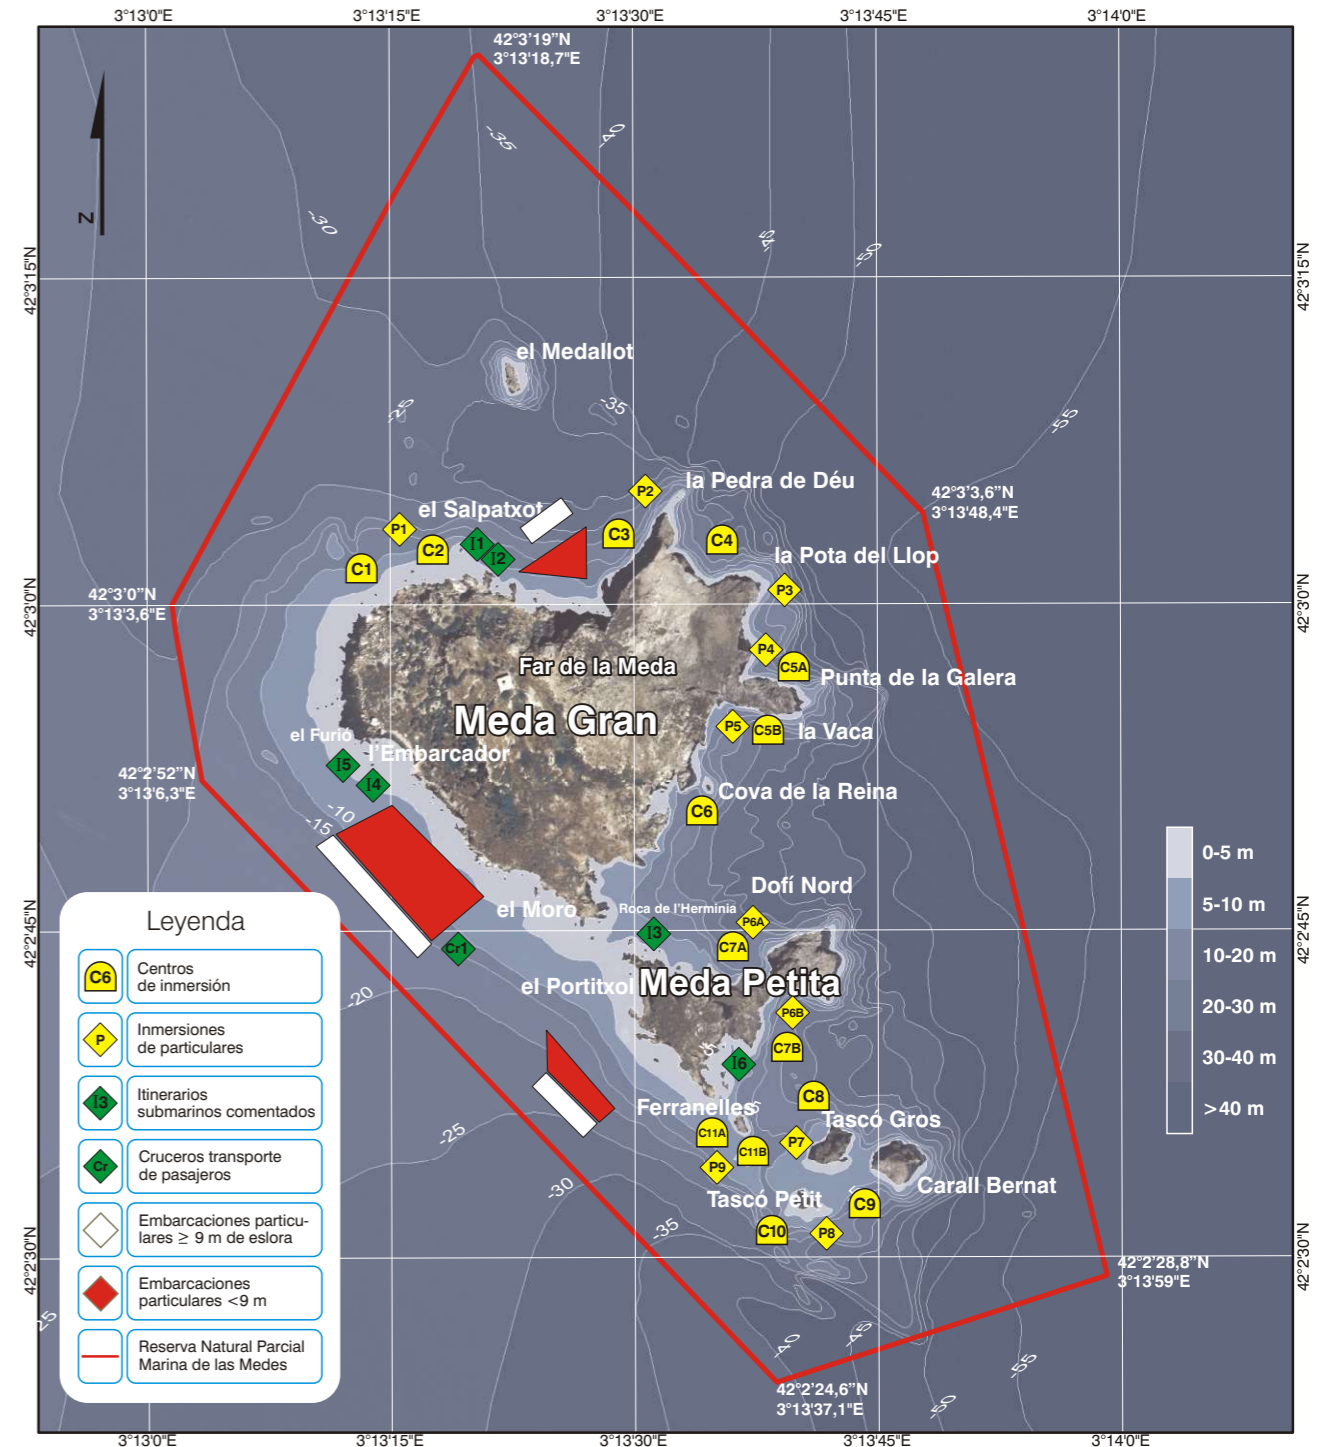 3°13'0"E
3°13'15"E
3°13'30"E
3°13'45"E
3°14'0"E
42°3'19”N
3°13'18,7"E
-35
-40
N
-30
-45
-50
42°3'15"N
42°3'15"N
el Medallot
-25
-35
-55
la Pedra de Déu
P2
42°3'3,6”N
3°13'48,4"E
el Salpatxot
P1
C2
I1
I2
C3
C4
C1
la Pota del Llop
P3
42°3'0”N
3°13'3,6"E
42°3'0"N
42°3'0"N
P4
C5A
Far de la Meda
Punta de la Galera
Meda Gran
P5
C5B
la Vaca
el Furió
l'Embarcador
I5
I4
42°2'52”N
3°13'6,3"E
Cova de la Reina
C6
-10
-15
0-5 m
5-10 m
10-20 m
20-30 m
30-40 m
>40 m
Dofí Nord
el Moro
Roca de l'Herminia
P6A
I3
C7A
Cr1
42°2'45"N
42°2'45"N
el Portitxol
Meda Petita
-20
P6B
C7B
5
I6
C8
Ferranelles
5
Tascó Gros
C11A
C11B
P7
P9
-25
-30
Carall Bernat
Tascó Petit
5
C9
C10
P8
-35
42°2'30"N
42°2'30"N
42°2'28,8”N
3°13'59”E
-40
-45
-55
-50
42°2'24,6”N
3°13'37,1”E
25
Leyenda
C6
Centros
de inmersión
P
Inmersiones
de particulares
I3
Itinerarios
submarinos comentados
Cr
Cruceros transporte
de pasajeros
Embarcaciones particu-
lares ≥ 9 m de eslora
Embarcaciones
particulares <9 m
Reserva Natural Parcial
Marina de las Medes
3°13'0"E
3°13'15"E
3°13'30"E
3°13'45"E
3°14'0"E